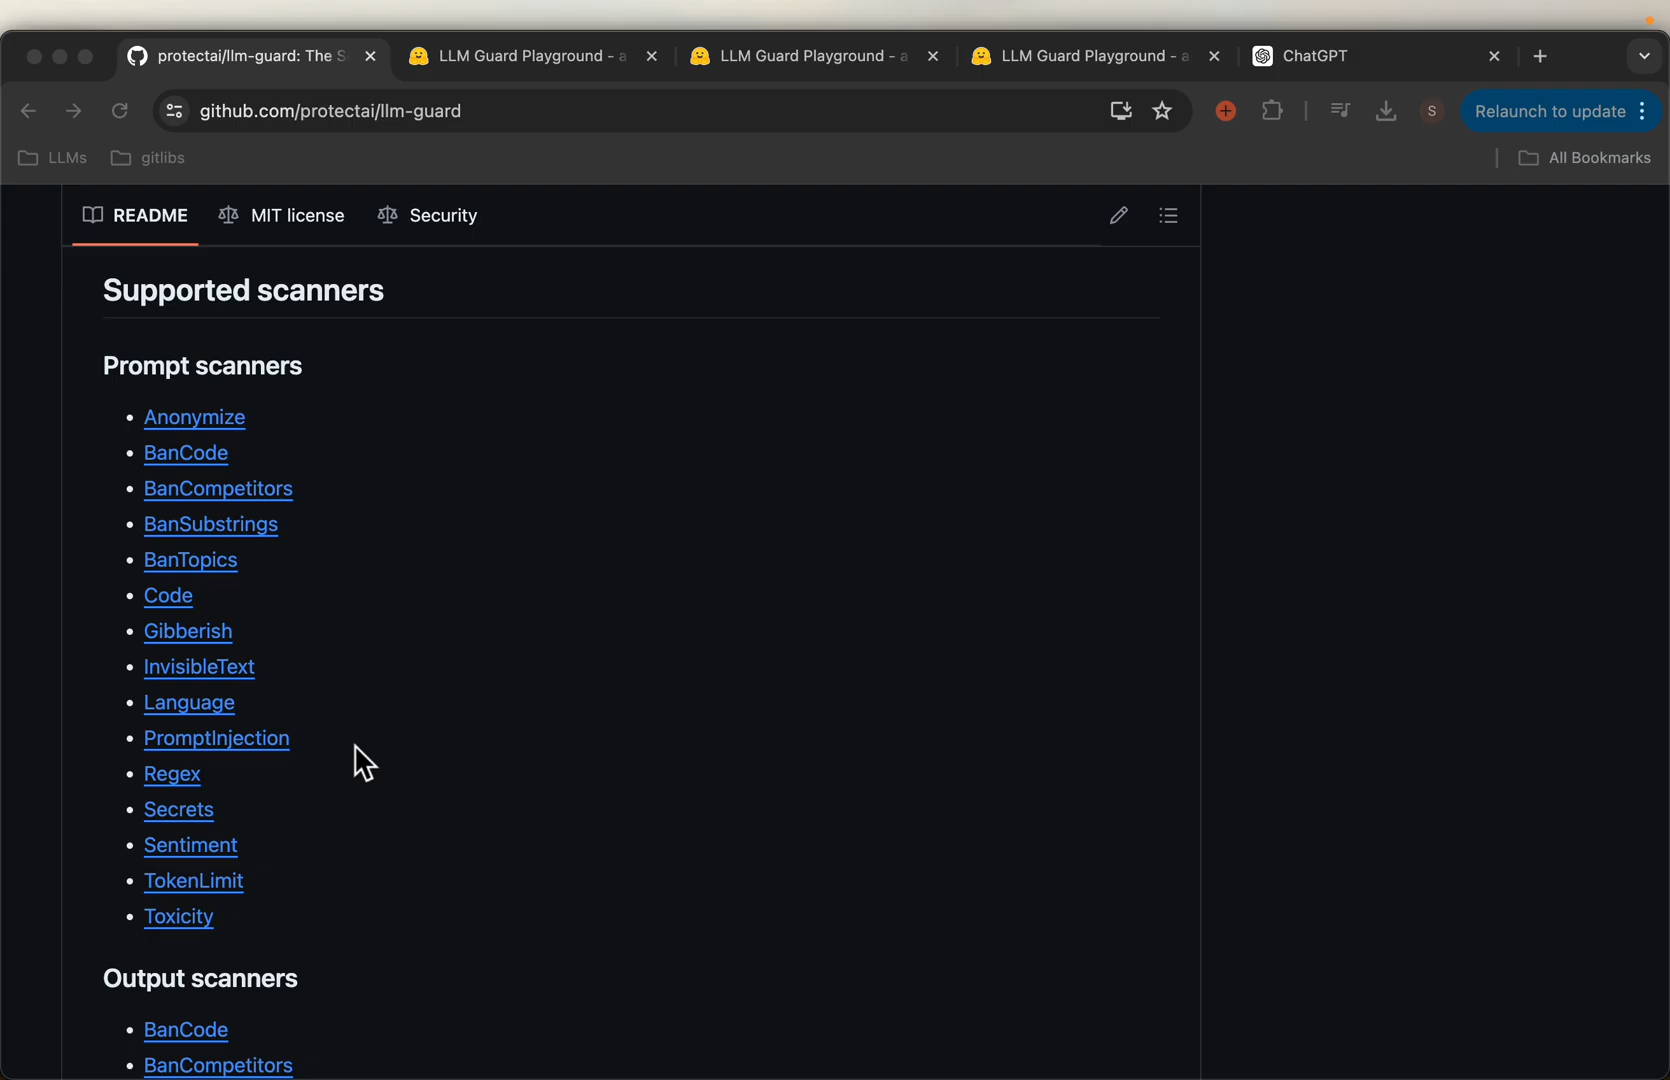 protectai/llm-guard: The S
LLM Guard Playground - a
LLM Guard Playground - a
LLM Guard Playground - a
ChatGPT
github.com/protectai/llm-guard
S
Relaunch to update
LLMs
gitlibs
All Bookmarks
README
MIT license
Security
Supported scanners
Prompt scanners
• Anonymize
• BanCode
• BanCompetitors
• BanSubstrings
• BanTopics
• Code
• Gibberish
• InvisibleText
• Language
• PromptInjection
• Regex
• Secrets
• Sentiment
• TokenLimit
• Toxicity
Output scanners
• BanCode
• BanCompetitors